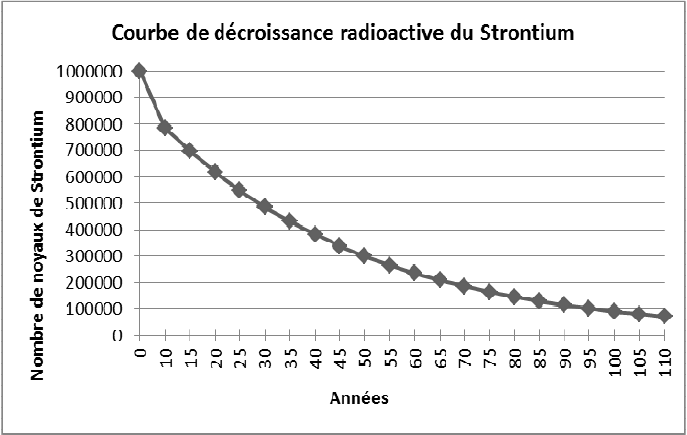 Courbe de décroissance radioactive du Strontium
Nombre de noyaux de Strontium
1000000
900000
800000
700000
600000
500000
400000
300000
200000
100000
0
0 10 15 20 25 30 35 40 45 50 55 60 65 70 75 80 85 90 95 100 105 110
Années